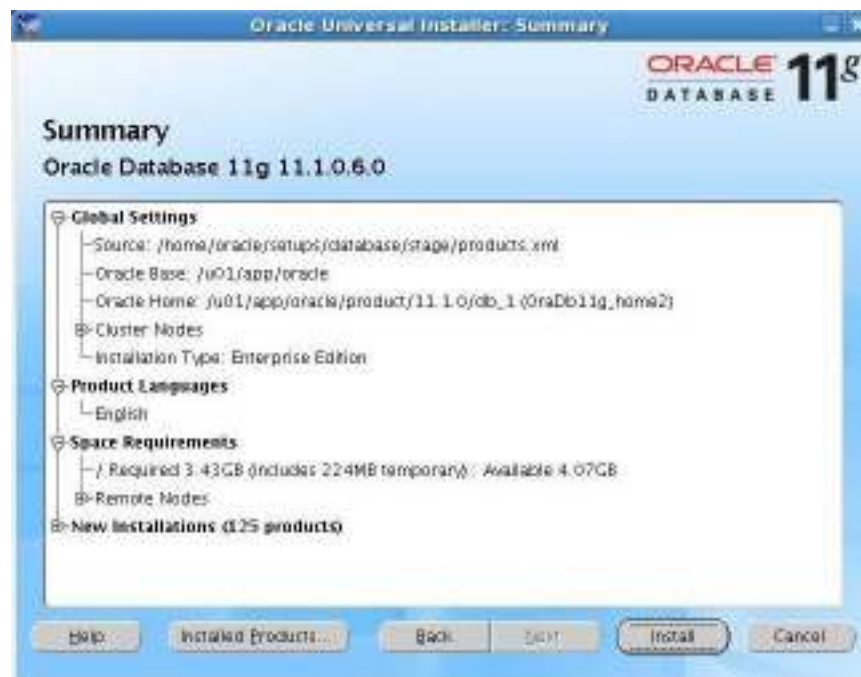 Oracle Universal Installer: Summary
ORACLE 11g
DATABASE
Summary
Oracle Database 11g 11.1.0.6.0
Global Settings
Source: /home/oracle/setups/database/stage/products.xml
Oracle Base: /u01/app/oracle
Oracle Home: /u01/app/oracle/product/11.1.0/db_1 (OraDb11g_home2)
Cluster Nodes
Installation Type: Enterprise Edition
Product Languages
English
Space Requirements
/ Required 3.43GB (includes 224MB temporary) : Available 4.07GB
Remote Nodes
New Installations (125 products)
Help Installed Products... Back Next Install Cancel